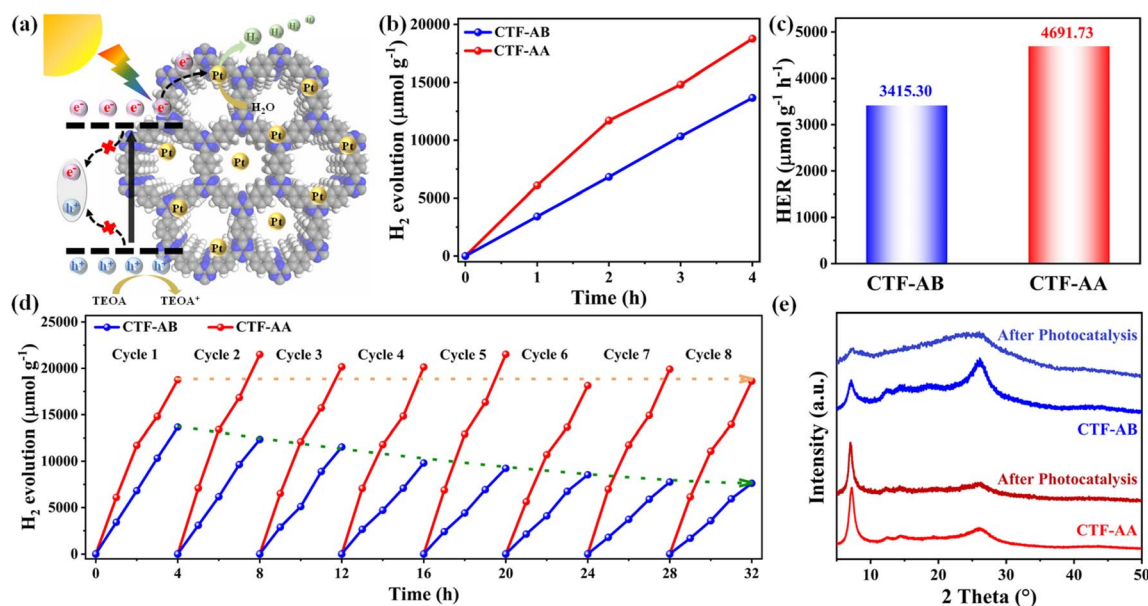 (a)
H₂
e⁻
Pt
H₂O
e⁻ e⁻ e⁻ e⁻
Pt
Pt
Pt
Pt
Pt
Pt
Pt
Pt
Pt
e⁻
h⁺
h⁺ h⁺ h⁺ h⁺
TEOA TEOA⁺
(b)
H₂ evolution (μmol g⁻¹)
20000
15000
10000
5000
0
CTF-AB
CTF-AA
0 1 2 3 4
Time (h)
(c)
HER (μmol g⁻¹ h⁻¹)
5000
4000
3000
2000
1000
0
3415.30
4691.73
CTF-AB CTF-AA
(d)
H₂ evolution (μmol g⁻¹)
25000
20000
15000
10000
5000
0
CTF-AB CTF-AA
Cycle 1 Cycle 2 Cycle 3 Cycle 4 Cycle 5 Cycle 6 Cycle 7 Cycle 8
0 4 8 12 16 20 24 28 32
Time (h)
(e)
Intensity (a.u.)
After Photocatalysis
CTF-AB
After Photocatalysis
CTF-AA
10 20 30 40 50
2 Theta (°)